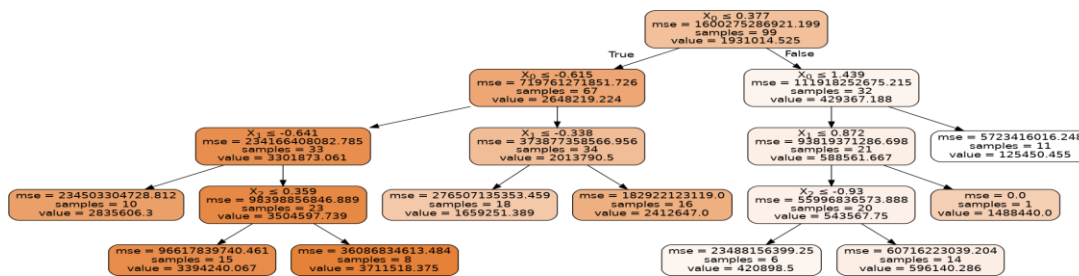 X₀ ≤ 0.377
mse = 1600275286921.199
samples = 99
value = 1931014.525
True
False
X₀ ≤ -0.615
mse = 719761271851.726
samples = 67
value = 2648219.224
X₀ ≤ 1.439
mse = 111918252675.215
samples = 32
value = 429367.188
X₁ ≤ -0.641
mse = 234166408082.785
samples = 33
value = 3301873.061
X₁ ≤ -0.338
mse = 373877358566.956
samples = 34
value = 2013790.5
X₁ ≤ 0.872
mse = 93819371286.698
samples = 21
value = 588561.667
mse = 5723416016.248
samples = 11
value = 125450.455
mse = 234503304728.812
samples = 10
value = 2835606.3
X₂ ≤ 0.359
mse = 98398856846.889
samples = 23
value = 3504597.739
mse = 276507135353.459
samples = 18
value = 1659251.389
mse = 182922123119.0
samples = 16
value = 2412647.0
X₂ ≤ -0.93
mse = 55996836573.888
samples = 20
value = 543567.75
mse = 0.0
samples = 1
value = 1488440.0
mse = 96617839740.461
samples = 15
value = 3394240.067
mse = 36086834613.484
samples = 8
value = 3711518.375
mse = 23488156399.25
samples = 6
value = 420898.5
mse = 60716223039.204
samples = 14
value = 596140.286